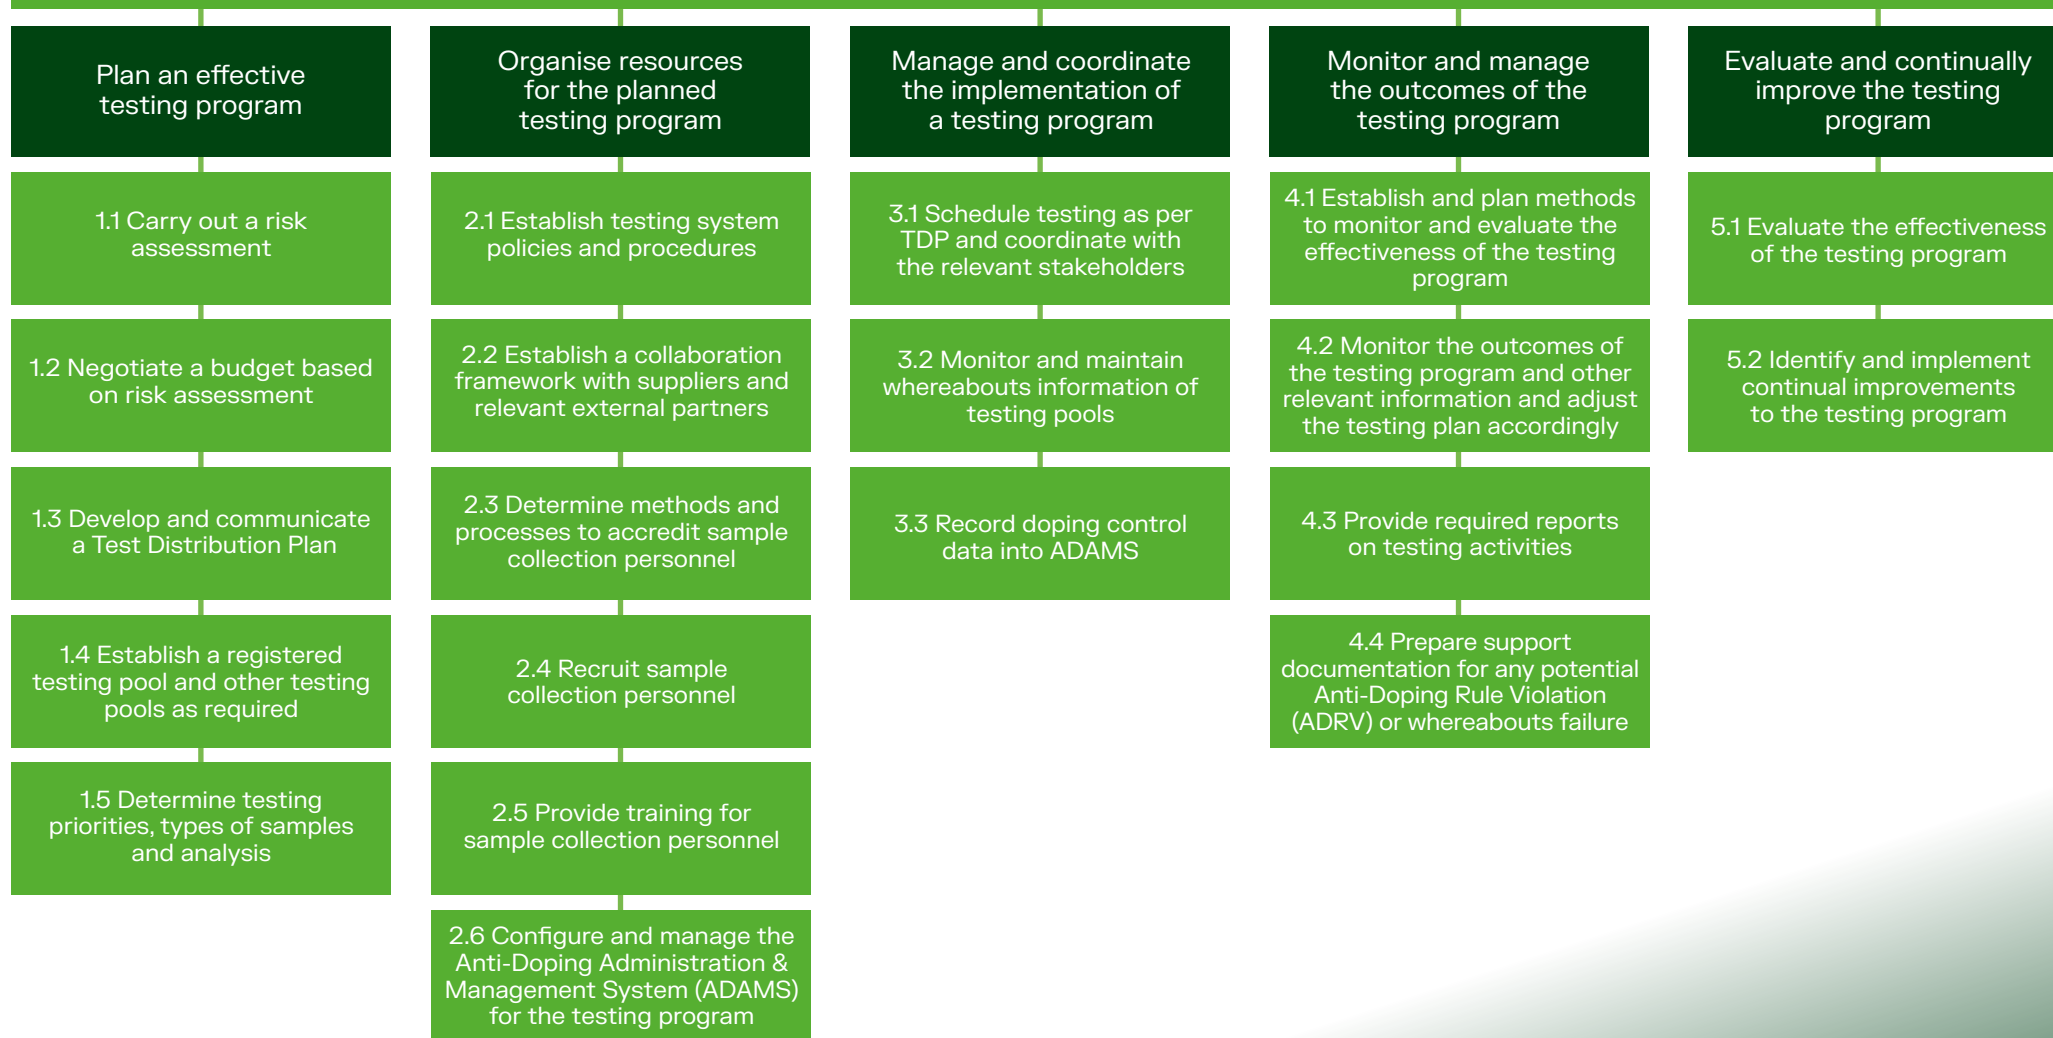 Plan an effective
testing program
1.1 Carry out a risk
assessment
1.2 Negotiate a budget based
on risk assessment
1.3 Develop and communicate
a Test Distribution Plan
1.4 Establish a registered
testing pool and other testing
pools as required
1.5 Determine testing
priorities, types of samples
and analysis
Organise resources
for the planned
testing program
2.1 Establish testing system
policies and procedures
2.2 Establish a collaboration
framework with suppliers and
relevant external partners
2.3 Determine methods and
processes to accredit sample
collection personnel
2.4 Recruit sample
collection personnel
2.5 Provide training for
sample collection personnel
2.6 Configure and manage the
Anti-Doping Administration &
Management System (ADAMS)
for the testing program
Manage and coordinate
the implementation of
a testing program
3.1 Schedule testing as per
TDP and coordinate with
the relevant stakeholders
3.2 Monitor and maintain
whereabouts information of
testing pools
3.3 Record doping control
data into ADAMS
Monitor and manage
the outcomes of the
testing program
4.1 Establish and plan methods
to monitor and evaluate the
effectiveness of the testing
program
4.2 Monitor the outcomes of
the testing program and other
relevant information and adjust
the testing plan accordingly
4.3 Provide required reports
on testing activities
4.4 Prepare support
documentation for any potential
Anti-Doping Rule Violation
(ADRV) or whereabouts failure
Evaluate and continually
improve the testing
program
5.1 Evaluate the effectiveness
of the testing program
5.2 Identify and implement
continual improvements
to the testing program